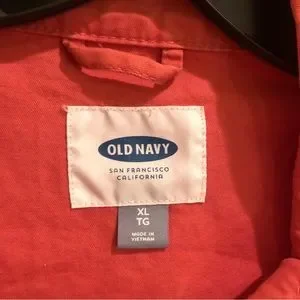 OLD NAVY
SAN FRANCISCO
CALIFORNIA
XL
TG
MADE IN
VIETNAM